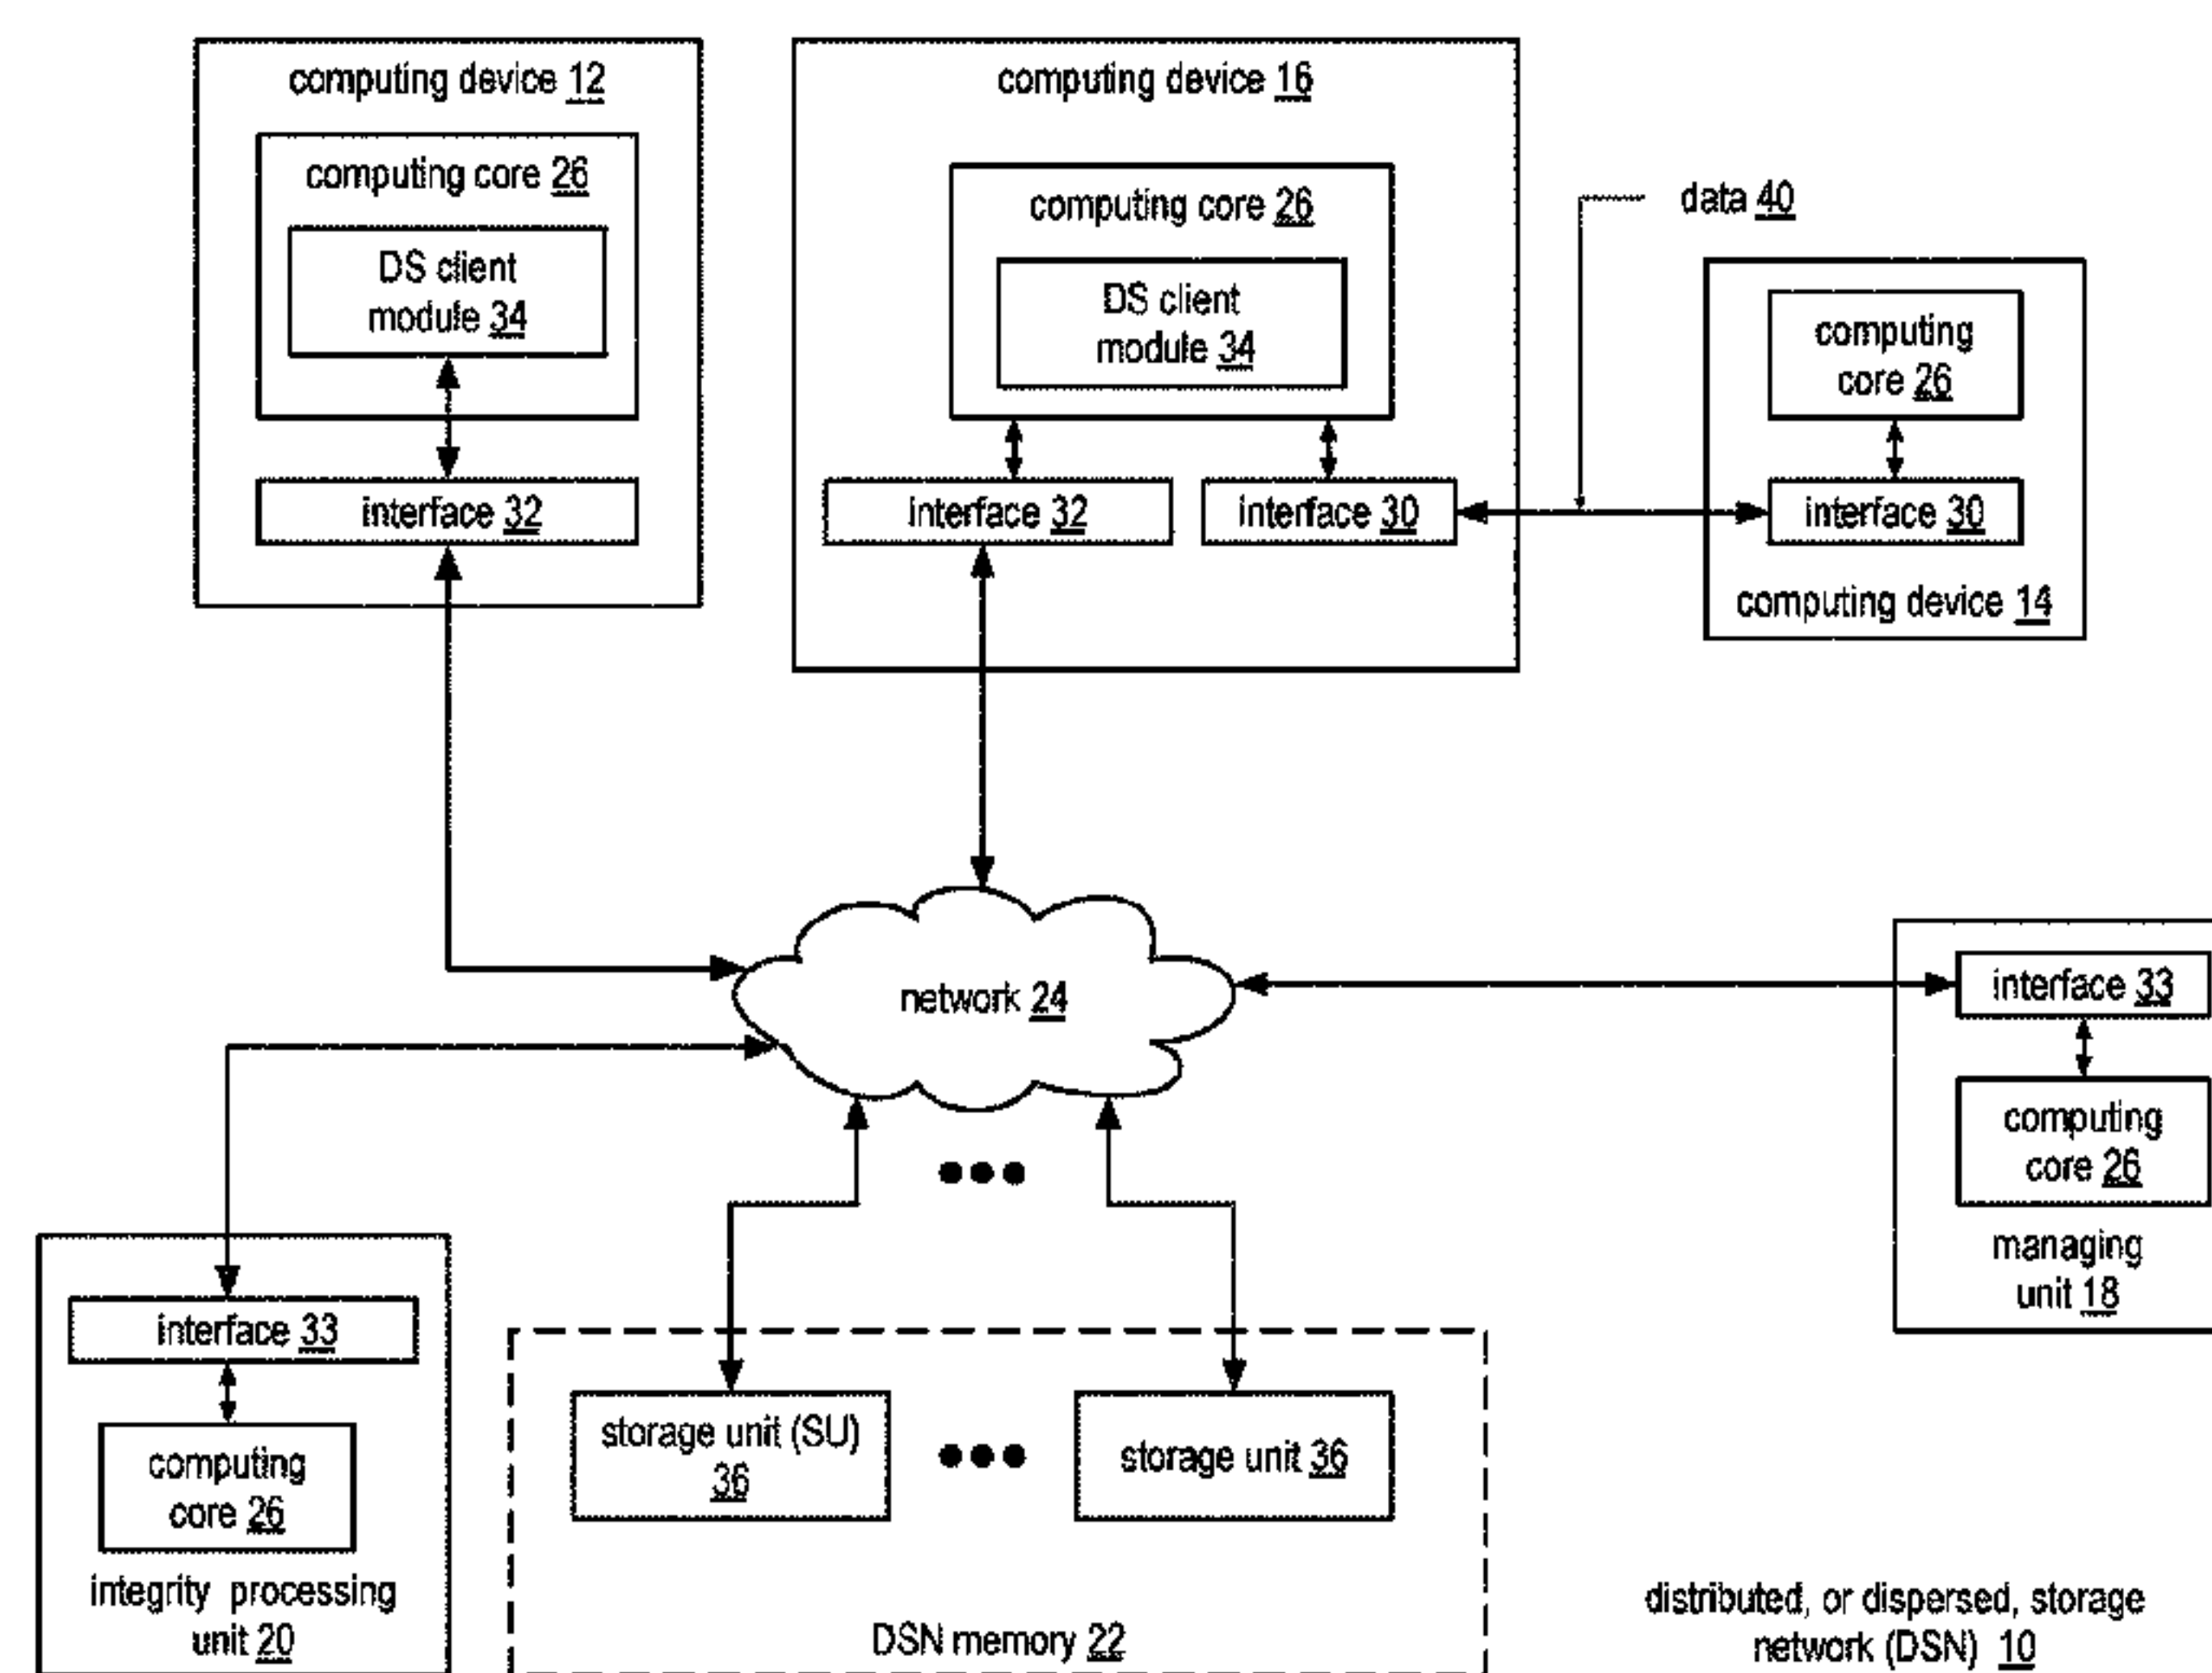 computing device 12
computing core 26
DS client
module 34
interface 32
computing device 16
computing core 26
DS client
module 34
interface 32
interface 30
data 40
computing
core 26
interface 30
computing device 14
network 24
interface 33
computing
core 26
managing
unit 18
interface 33
computing
core 26
integrity processing
unit 20
storage unit (SU)
36
storage unit 36
DSN memory 22
distributed, or dispersed, storage
network (DSN) 10